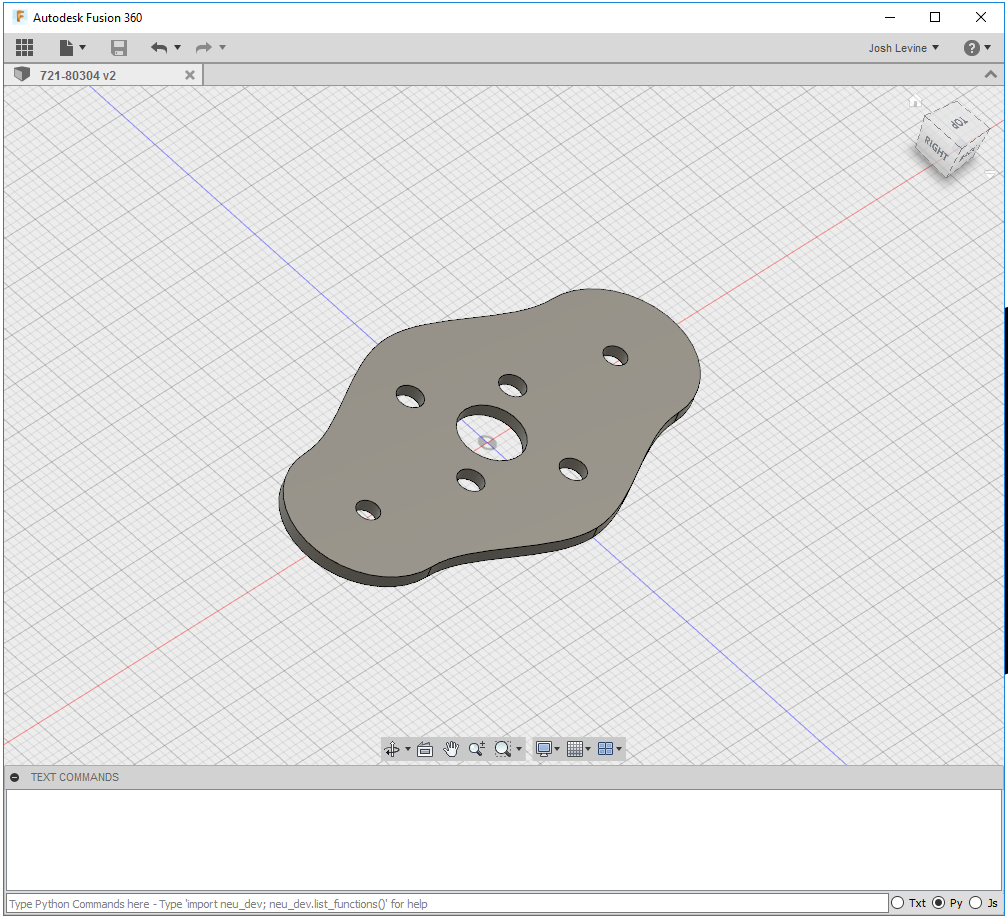 Autodesk Fusion 360
Josh Levine
721-80304 v2
TOP
RIGHT
TEXT COMMANDS
Type Python Commands here - Type 'import neu_dev; neu_dev.list_functions()' for help
Txt Py Js